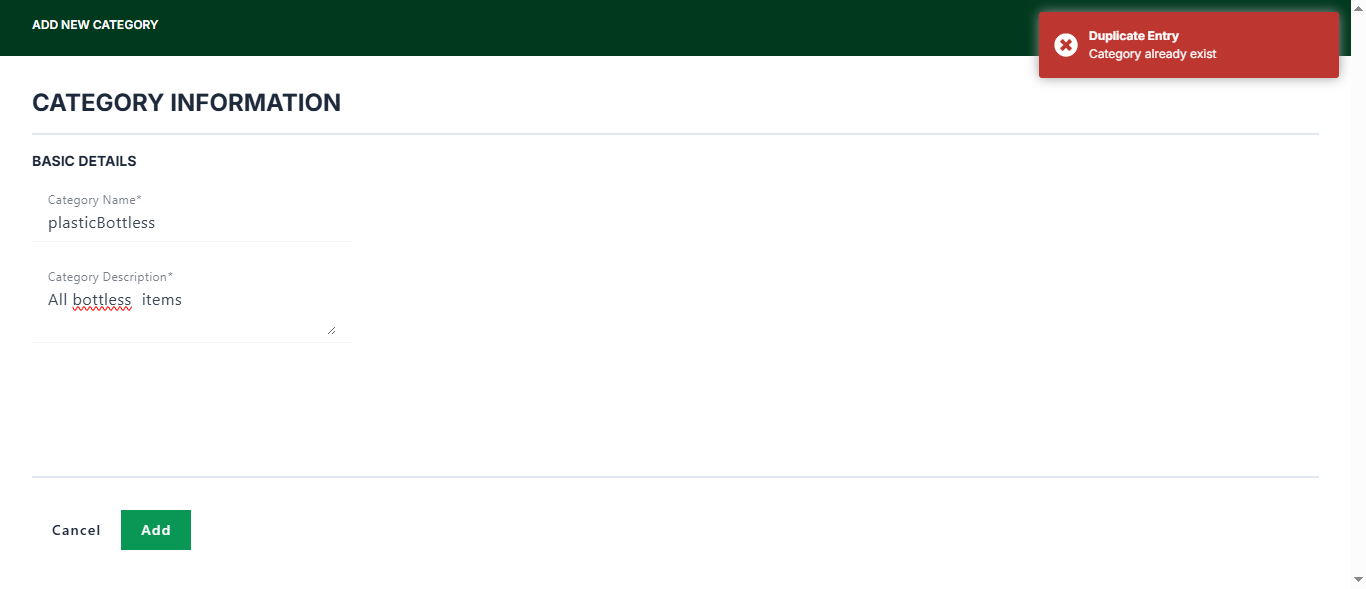 ADD NEW CATEGORY
Duplicate Entry
Category already exist
CATEGORY INFORMATION
BASIC DETAILS
Category Name*
plasticBottless
Category Description*
All bottless  items
Cancel
Add